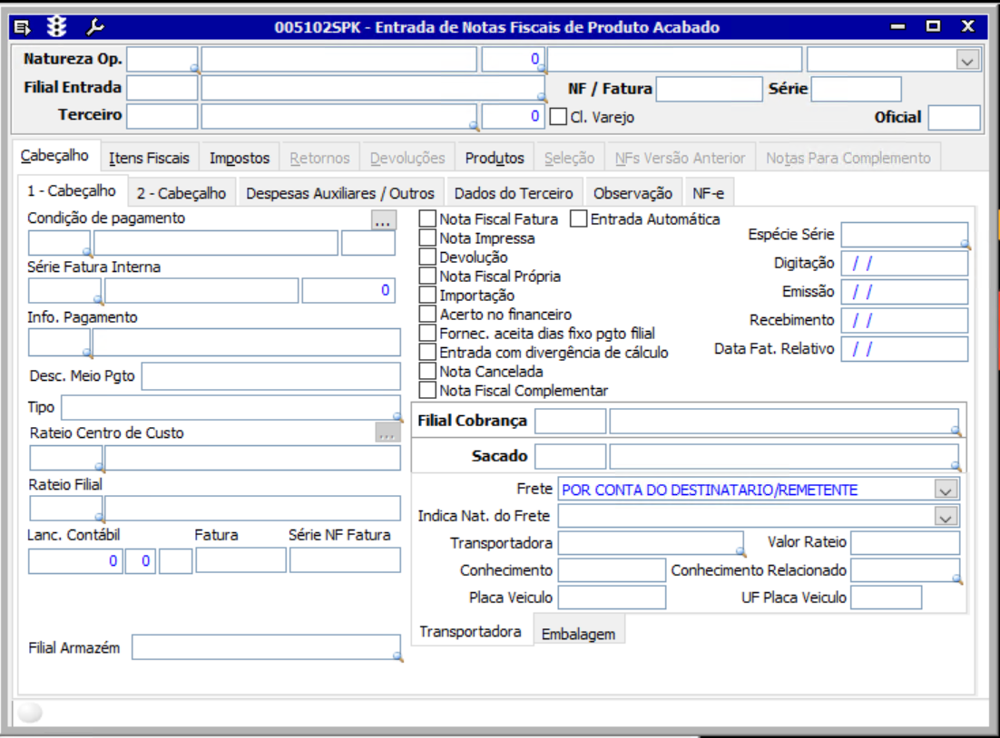 005102SPK - Entrada de Notas Fiscais de Produto Acabado
Natureza Op. 0
Filial Entrada NF / Fatura Série
Terceiro 0 Cl. Varejo Oficial
Cabeçalho Itens Fiscais Impostos Retornos Devoluções Produtos Seleção NFs Versão Anterior Notas Para Complemento
1 - Cabeçalho 2 - Cabeçalho Despesas Auxiliares / Outros Dados do Terceiro Observação NF-e
Condição de pagamento ...
Série Fatura Interna
0
Info. Pagamento
Desc. Meio Pgto
Tipo
Rateio Centro de Custo ...
Rateio Filial
Lanc. Contábil Fatura Série NF Fatura
0 0
Filial Armazém
Nota Fiscal Fatura Entrada Automática
Nota Impressa
Devolução
Nota Fiscal Própria
Importação
Acerto no financeiro
Fornec. aceita dias fixo pgto filial
Entrada com divergência de cálculo
Nota Cancelada
Nota Fiscal Complementar
Espécie Série
Digitação / /
Emissão / /
Recebimento / /
Data Fat. Relativo / /
Filial Cobrança
Sacado
Frete POR CONTA DO DESTINATARIO/REMETENTE
Indica Nat. do Frete
Transportadora Valor Rateio
Conhecimento Conhecimento Relacionado
Placa Veiculo UF Placa Veiculo
Transportadora Embalagem